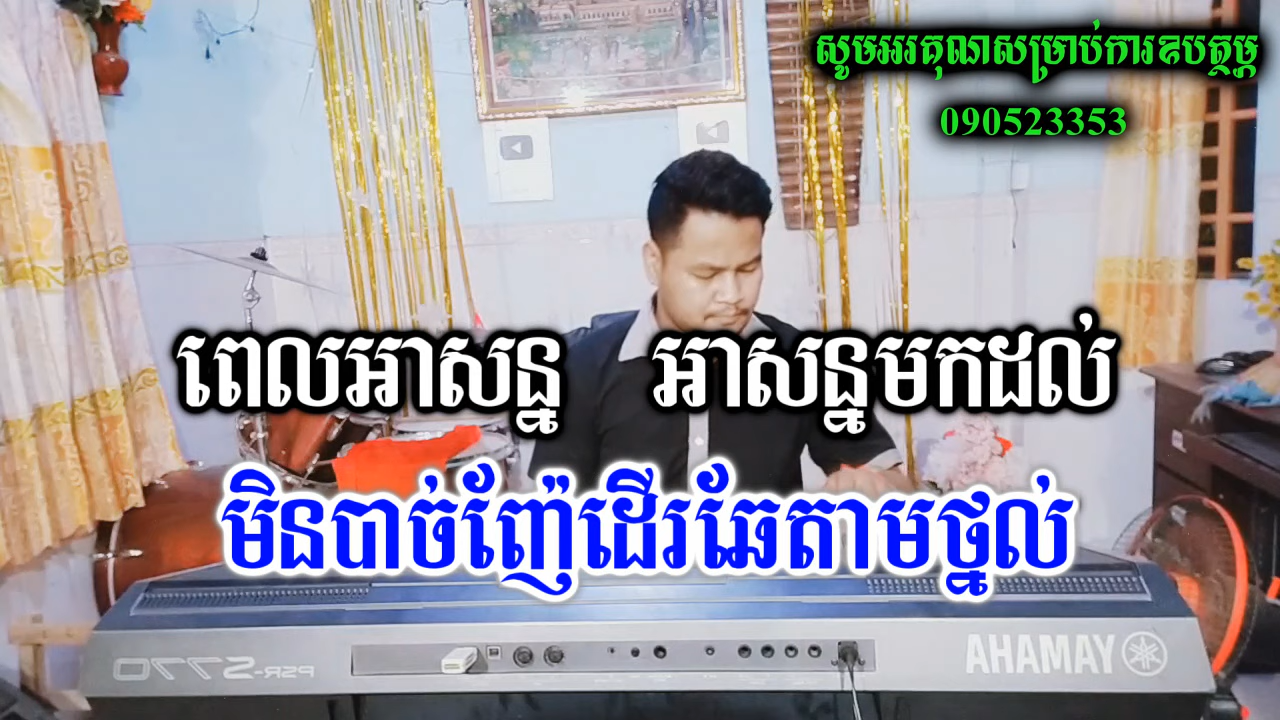 សូមអរគុណសម្រាប់ការឧបត្ថម្ភ
090523353
ពេលអាសន្ន អាសន្នមកដល់
មិនបាច់ញ៉ែដើរឆែតាមថ្នល់
PSR-S770
YAMAHA